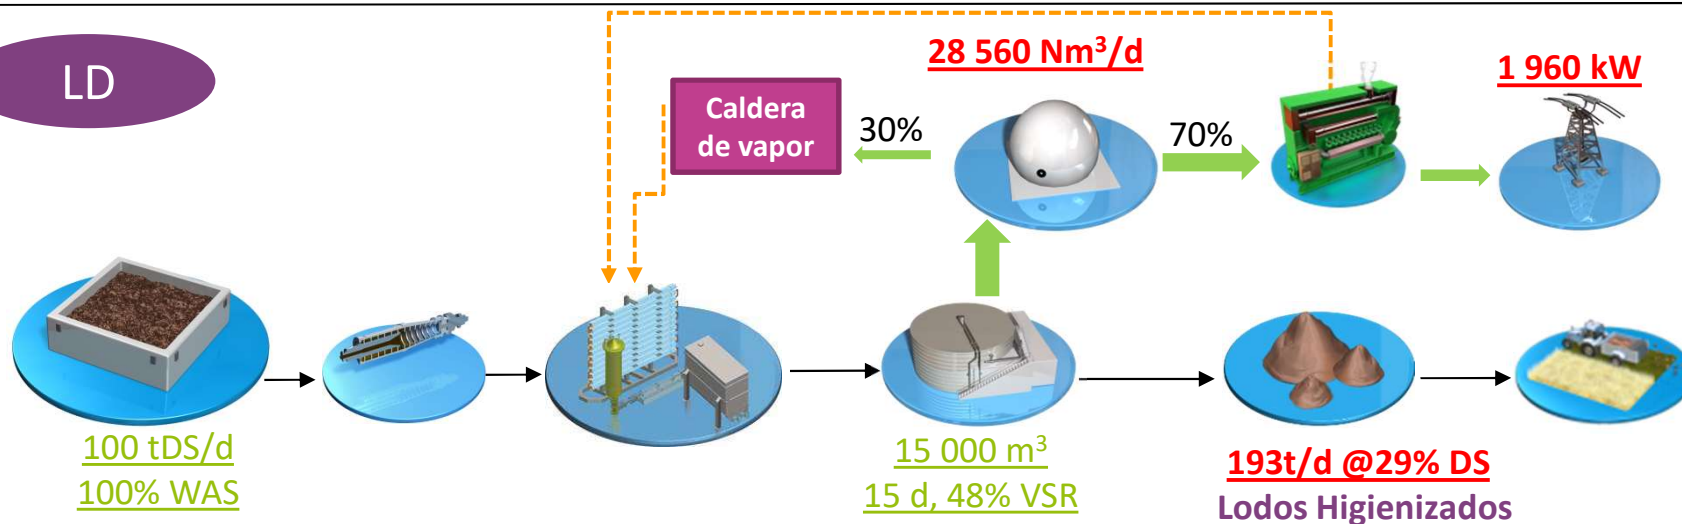 LD
28 560 Nm³/d
1 960 kW
Caldera
de vapor
30%
70%
100 tDS/d
100% WAS
15 000 m³
15 d, 48% VSR
193t/d @29% DS
Lodos Higienizados